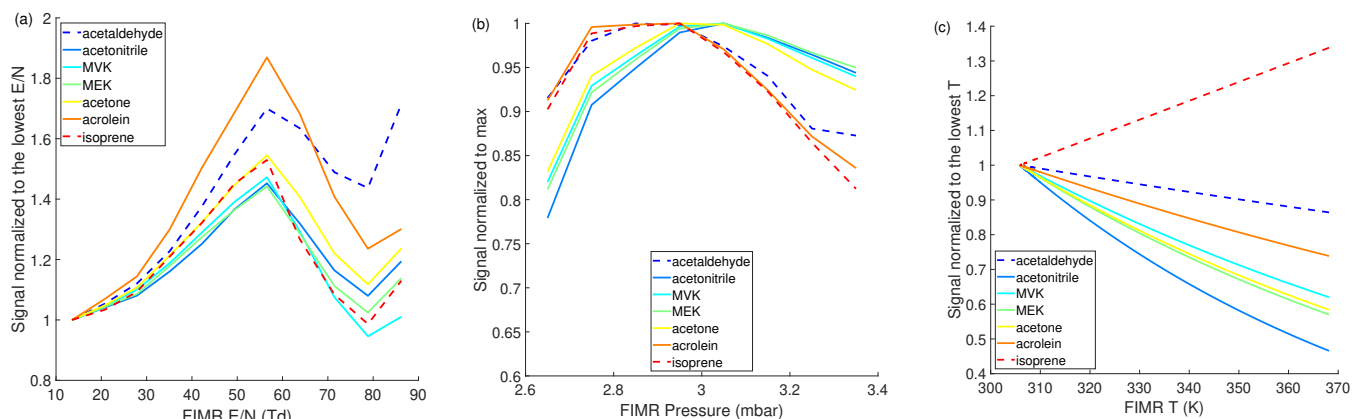 (a)
Signal normalized to the lowest E/N
2
1.8
1.6
1.4
1.2
1
0.8
acetaldehyde
acetonitrile
MVK
MEK
acetone
acrolein
isoprene
10 20 30 40 50 60 70 80 90
FIMR E/N (Td)
(b)
Signal normalized to max
1
0.95
0.9
0.85
0.8
0.75
0.7
0.65
0.6
acetaldehyde
acetonitrile
MVK
MEK
acetone
acrolein
isoprene
2.6 2.8 3 3.2 3.4
FIMR Pressure (mbar)
(c)
Signal normalized to the lowest T
1.4
1.3
1.2
1.1
1
0.9
0.8
0.7
0.6
0.5
0.4
acetaldehyde
acetonitrile
MVK
MEK
acetone
acrolein
isoprene
300 310 320 330 340 350 360 370
FIMR T (K)